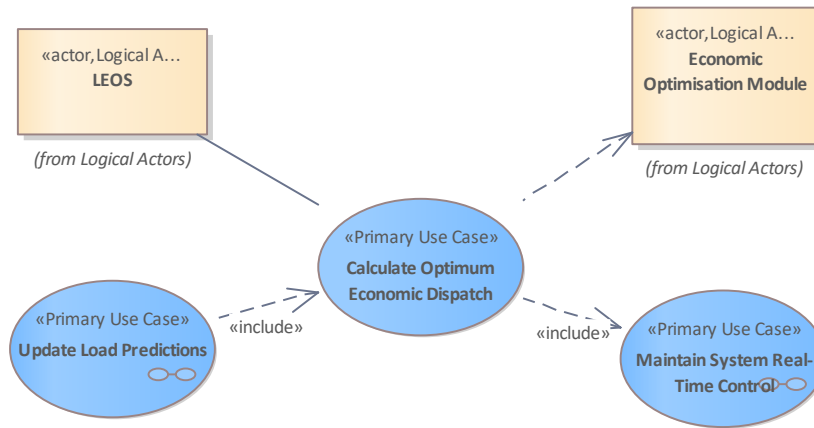 «actor,Logical A...
LEOS
(from Logical Actors)
«actor,Logical A...
Economic
Optimisation Module
(from Logical Actors)
«Primary Use Case»
Calculate Optimum
Economic Dispatch
«Primary Use Case»
Update Load Predictions
«include»
«include»
«Primary Use Case»
Maintain System Real-
Time Control